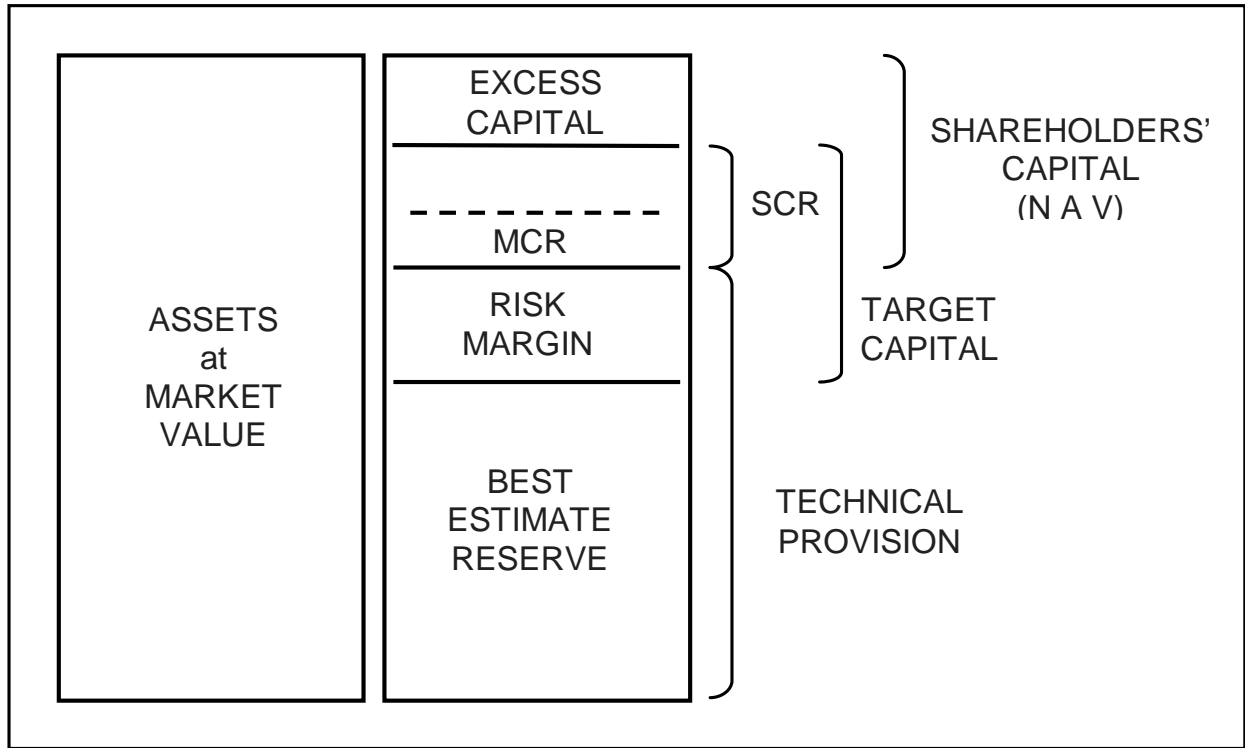 EXCESS
CAPITAL
SHAREHOLDERS’
CAPITAL
(N A V)
SCR
MCR
ASSETS
at
MARKET
VALUE
RISK
MARGIN
TARGET
CAPITAL
BEST
ESTIMATE
RESERVE
TECHNICAL
PROVISION